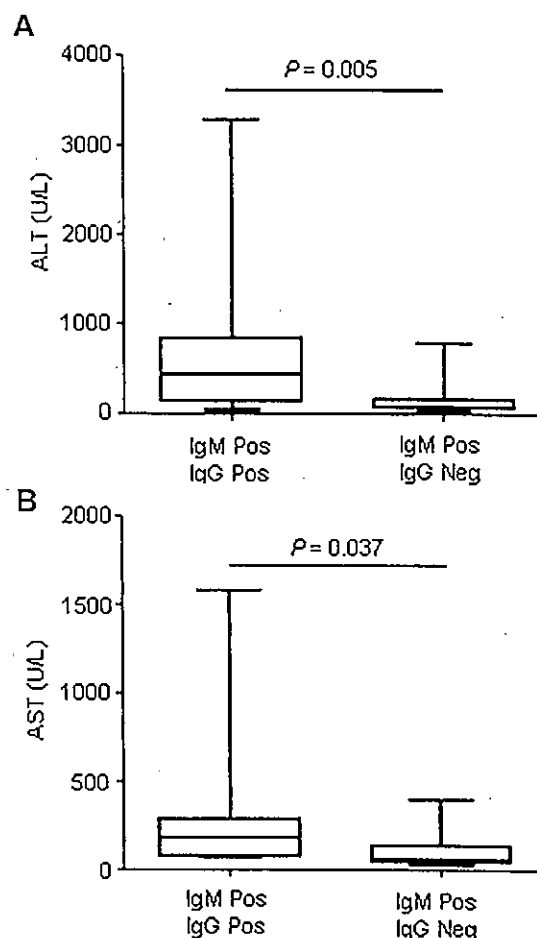 A
4000
P = 0.005
3000
ALT (U/L)
2000
1000
0
IgM Pos
IqG Pos
IgM Pos
IgG Neg
B
2000
P = 0.037
1500
AST (U/L)
1000
500
0
IgM Pos
IgG Pos
IgM Pos
IgG Neg